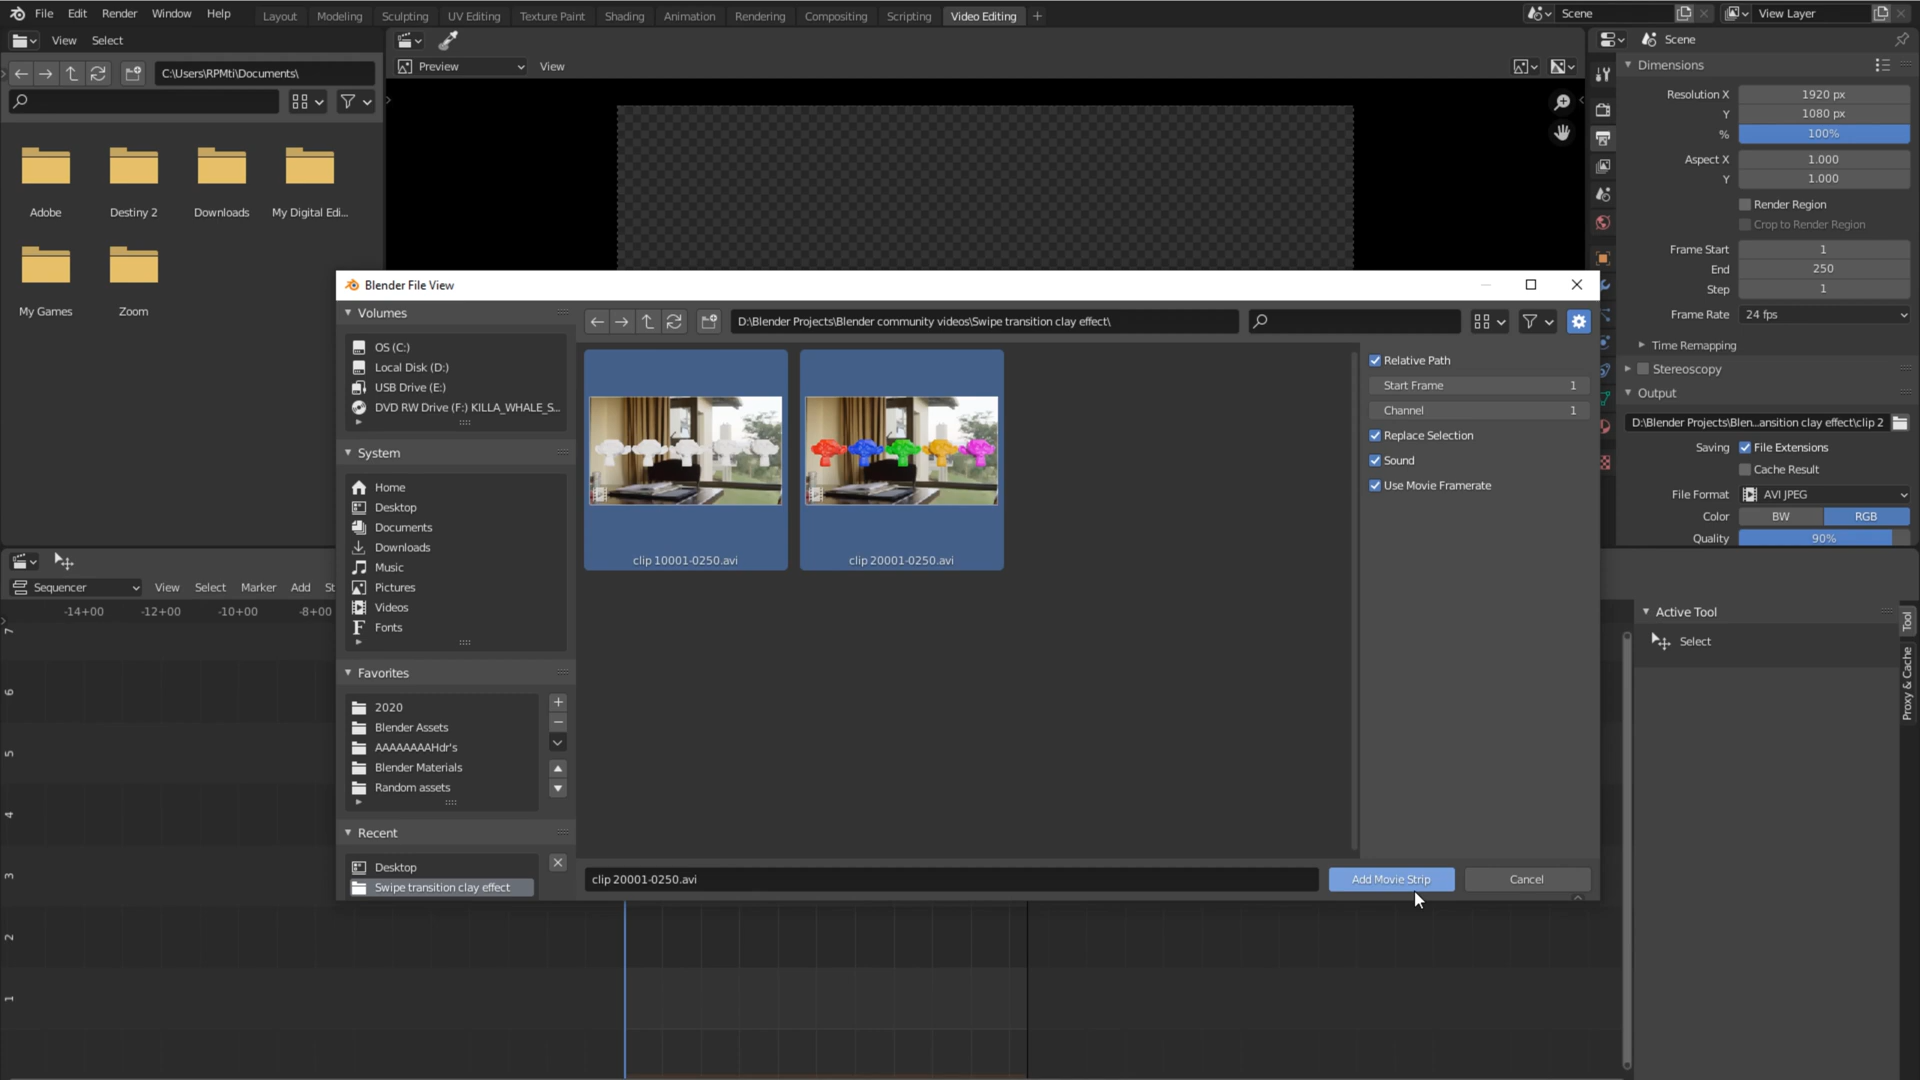 File Edit Render Window Help
Layout Modeling Sculpting UV Editing Texture Paint Shading Animation Rendering Compositing Scripting Video Editing +
Scene
View Layer
View Select
C:\Users\RPMti\Documents\
Adobe
Destiny 2
Downloads
My Digital Edi...
My Games
Zoom
Preview
View
Scene
Dimensions
Resolution X 1920 px
Y 1080 px
% 100%
Aspect X 1.000
Y 1.000
Render Region
Crop to Render Region
Frame Start 1
End 250
Step 1
Frame Rate 24 fps
Time Remapping
Stereoscopy
Output
D:\Blender Projects\Blen...ansition clay effect\clip 2
Saving File Extensions
Cache Result
File Format AVI JPEG
Color BW RGB
Quality 90%
Blender File View
Volumes
OS (C:)
Local Disk (D:)
USB Drive (E:)
DVD RW Drive (F:) KILLA_WHALE_S...
System
Home
Desktop
Documents
Downloads
Music
Pictures
Videos
Fonts
Favorites
2020
Blender Assets
AAAAAAAAHdr's
Blender Materials
Random assets
Recent
Desktop
Swipe transition clay effect
D:\Blender Projects\Blender community videos\Swipe transition clay effect\
clip 10001-0250.avi
clip 20001-0250.avi
Relative Path
Start Frame 1
Channel 1
Replace Selection
Sound
Use Movie Framerate
clip 20001-0250.avi
Add Movie Strip
Cancel
Sequencer
View Select Marker Add St
-14+00 -12+00 -10+00 -8+00
7
6
5
4
3
2
1
Active Tool
Select
Tool
Proxy & Cache